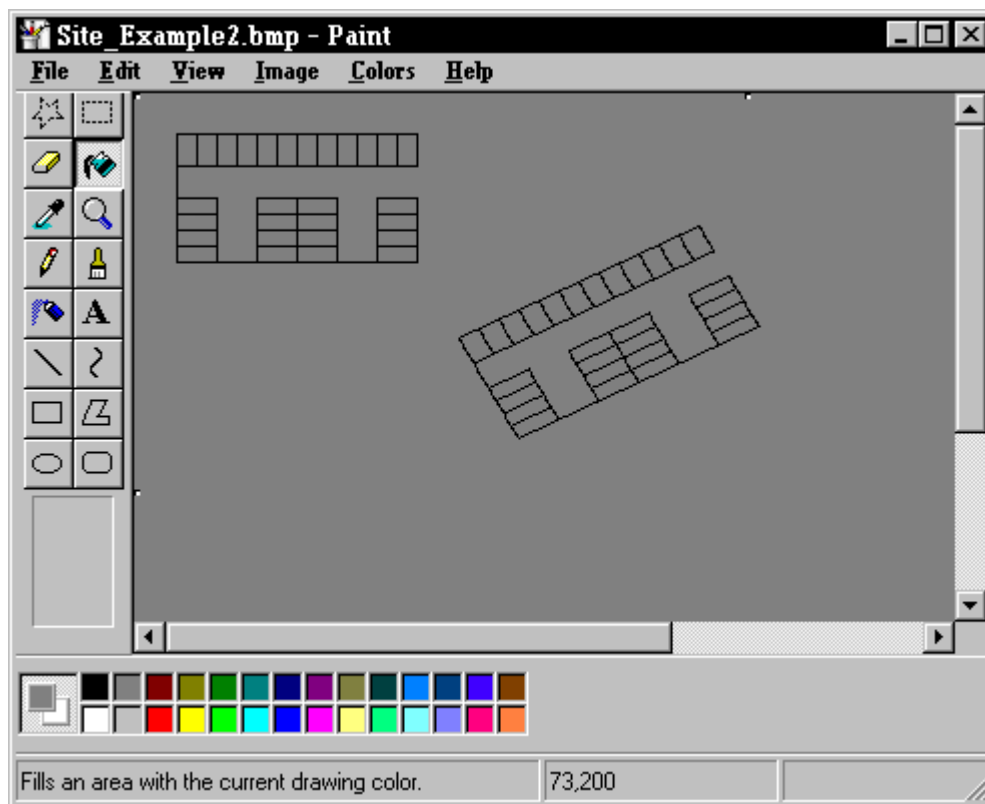 Site_Example2.bmp - Paint
File Edit View Image Colors Help
A
Fills an area with the current drawing color. 73,200